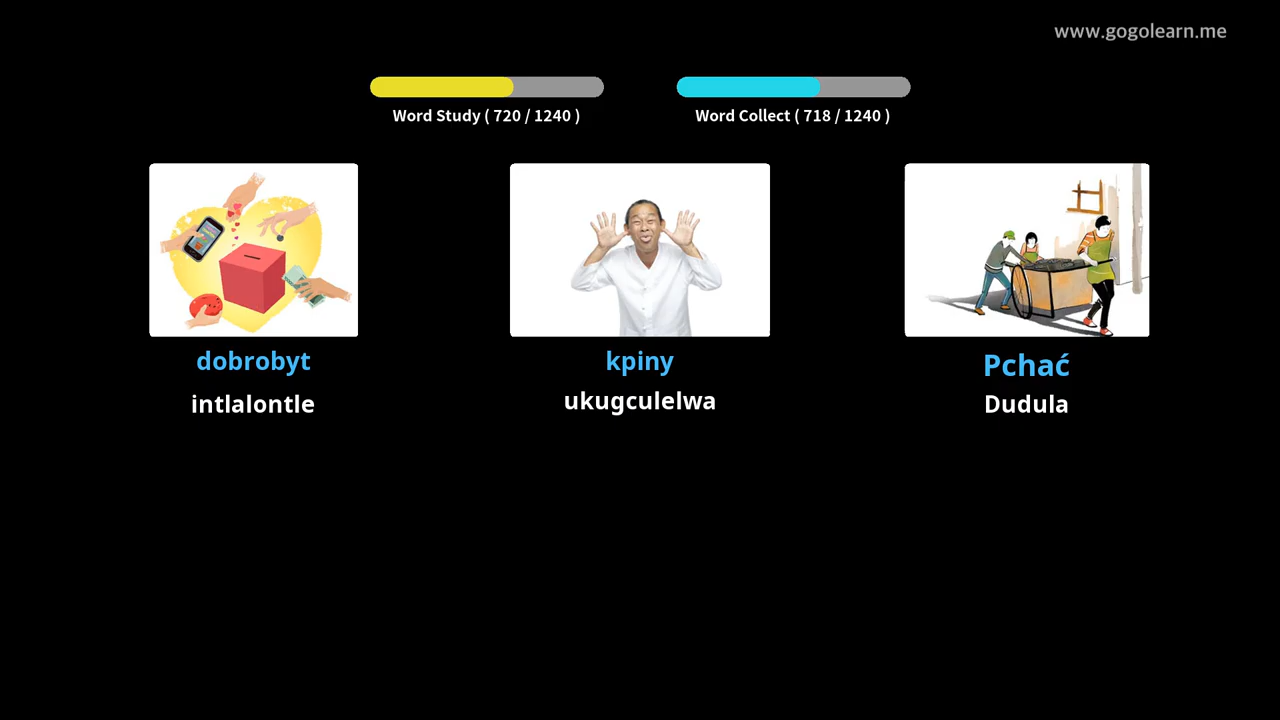 www.gogolearn.me
Word Study ( 720 / 1240 )
Word Collect ( 718 / 1240 )
dobrobyt
intlalontle
kpiny
ukugculelwa
Pchać
Dudula